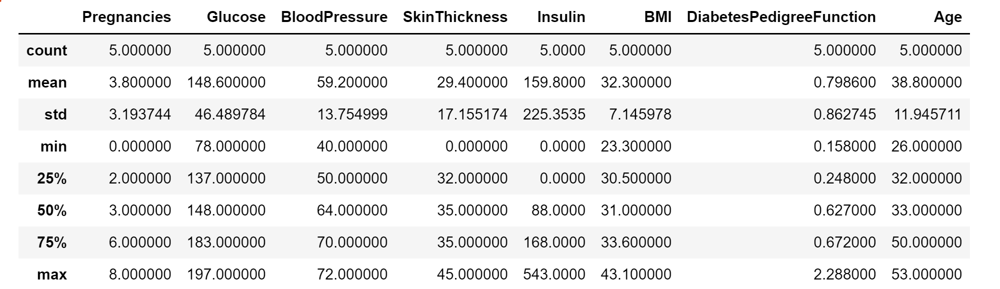 Pregnancies Glucose BloodPressure SkinThickness Insulin BMI DiabetesPedigreeFunction Age
count 5.000000 5.000000 5.000000 5.000000 5.0000 5.000000 5.000000 5.000000
mean 3.800000 148.600000 59.200000 29.400000 159.8000 32.300000 0.798600 38.800000
std 3.193744 46.489784 13.754999 17.155174 225.3535 7.145978 0.862745 11.945711
min 0.000000 78.000000 40.000000 0.000000 0.0000 23.300000 0.158000 26.000000
25% 2.000000 137.000000 50.000000 32.000000 0.0000 30.500000 0.248000 32.000000
50% 3.000000 148.000000 64.000000 35.000000 88.0000 31.000000 0.627000 33.000000
75% 6.000000 183.000000 70.000000 35.000000 168.0000 33.600000 0.672000 50.000000
max 8.000000 197.000000 72.000000 45.000000 543.0000 43.100000 2.288000 53.000000